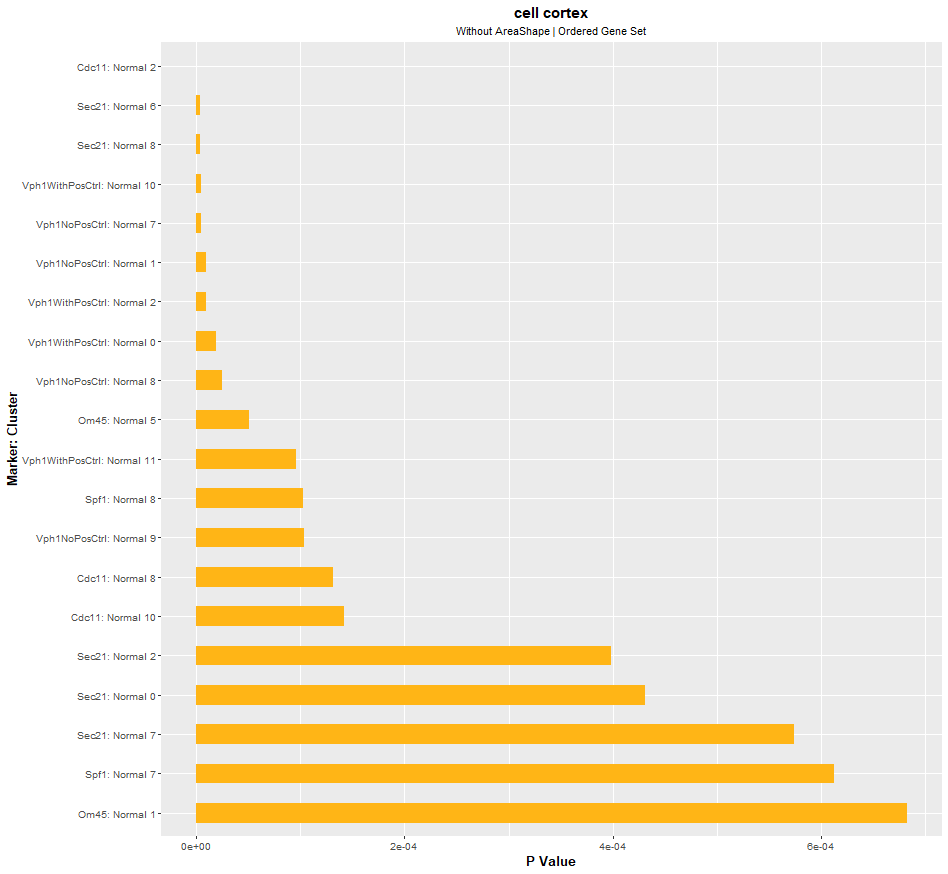 cell cortex
Without AreaShape | Ordered Gene Set
Marker: Cluster
Cdc11: Normal 2
Sec21: Normal 6
Sec21: Normal 8
Vph1WithPosCtrl: Normal 10
Vph1NoPosCtrl: Normal 7
Vph1NoPosCtrl: Normal 1
Vph1WithPosCtrl: Normal 2
Vph1WithPosCtrl: Normal 0
Vph1NoPosCtrl: Normal 8
Om45: Normal 5
Vph1WithPosCtrl: Normal 11
Spf1: Normal 8
Vph1NoPosCtrl: Normal 9
Cdc11: Normal 8
Cdc11: Normal 10
Sec21: Normal 2
Sec21: Normal 0
Sec21: Normal 7
Spf1: Normal 7
Om45: Normal 1
0e+00 2e-04 4e-04 6e-04
P Value